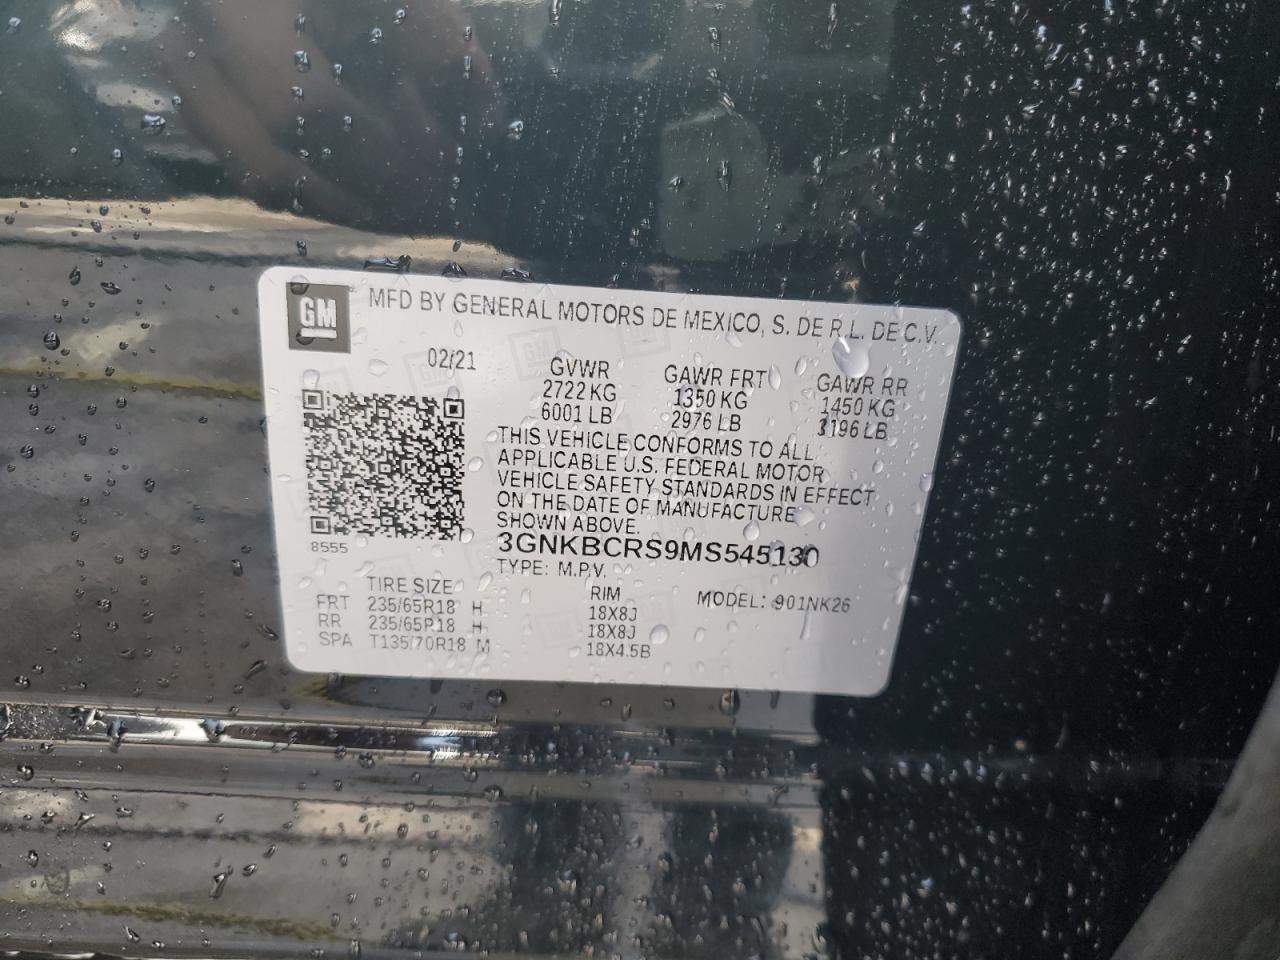 GM
MFD BY GENERAL MOTORS DE MEXICO, S. DE R.L. DE C.V.
02/21
GVWR GAWR FRT GAWR RR
2722 KG 1350 KG 1450 KG
6001 LB 2976 LB 3196 LB
THIS VEHICLE CONFORMS TO ALL
APPLICABLE U.S. FEDERAL MOTOR
VEHICLE SAFETY STANDARDS IN EFFECT
ON THE DATE OF MANUFACTURE
SHOWN ABOVE.
8555
3GNKBCRS9MS545130
TYPE: M.P.V.
TIRE SIZE RIM MODEL: 901NK26
FRT 235/65R18 H 18X8J
RR 235/65R18 H 18X8J
SPA T135/70R18 M 18X4.5B